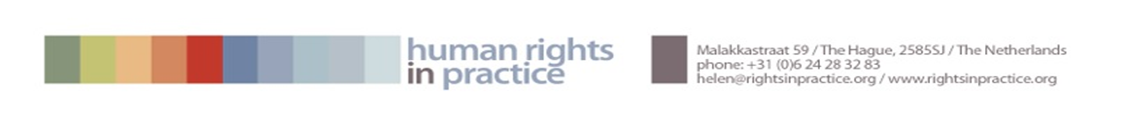 human rights
in practice
Malakkastraat 59 / The Hague, 2585SJ / The Netherlands
phone: +31 (0)6 24 28 32 83
helen@rightsinpractice.org / www.rightsinpractice.org